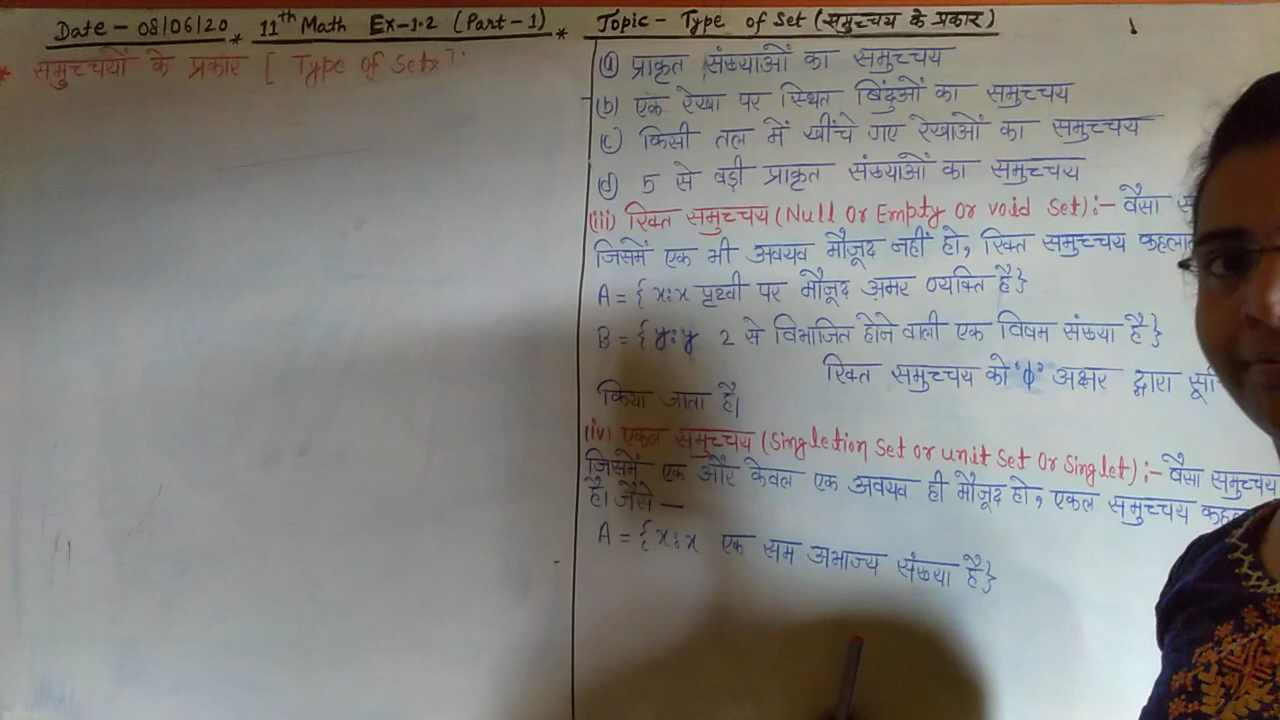 Date - 08/06/20 * 11th Math Ex-1.2 (Part-1) * Topic - Type of Set (समुच्चय के प्रकार) 1
* समुच्चयों के प्रकार [ Type of Sets ]:
(a) प्राकृत संख्याओं का समुच्चय
(b) एक रेखा पर स्थित बिंदुओं का समुच्चय
(c) किसी तल में खींचे गए रेखाओं का समुच्चय
(d) 5 से बड़ी प्राकृत संख्याओं का समुच्चय
(iii) रिक्त समुच्चय (Null Or Empty Or Void Set) :- वैसा
जिसमें एक भी अवयव मौजूद नहीं हो, रिक्त समुच्चय
A = { x:x पृथ्वी पर मौजूद अमर व्यक्ति है}
B = { y:y 2 से विभाजित होने वाली एक विषम संख्या है }
रिक्त समुच्चय को 'ϕ' अक्षर द्वारा
किया जाता है।
(iv) एकल समुच्चय (Singletion Set or unit Set Or Singlet) :- वैसा समुच्चय
जिसमें एक और केवल एक अवयव ही मौजूद हो, एकल समुच्चय
है। जैसे —
A = { x:x एक सम अभाज्य संख्या है}